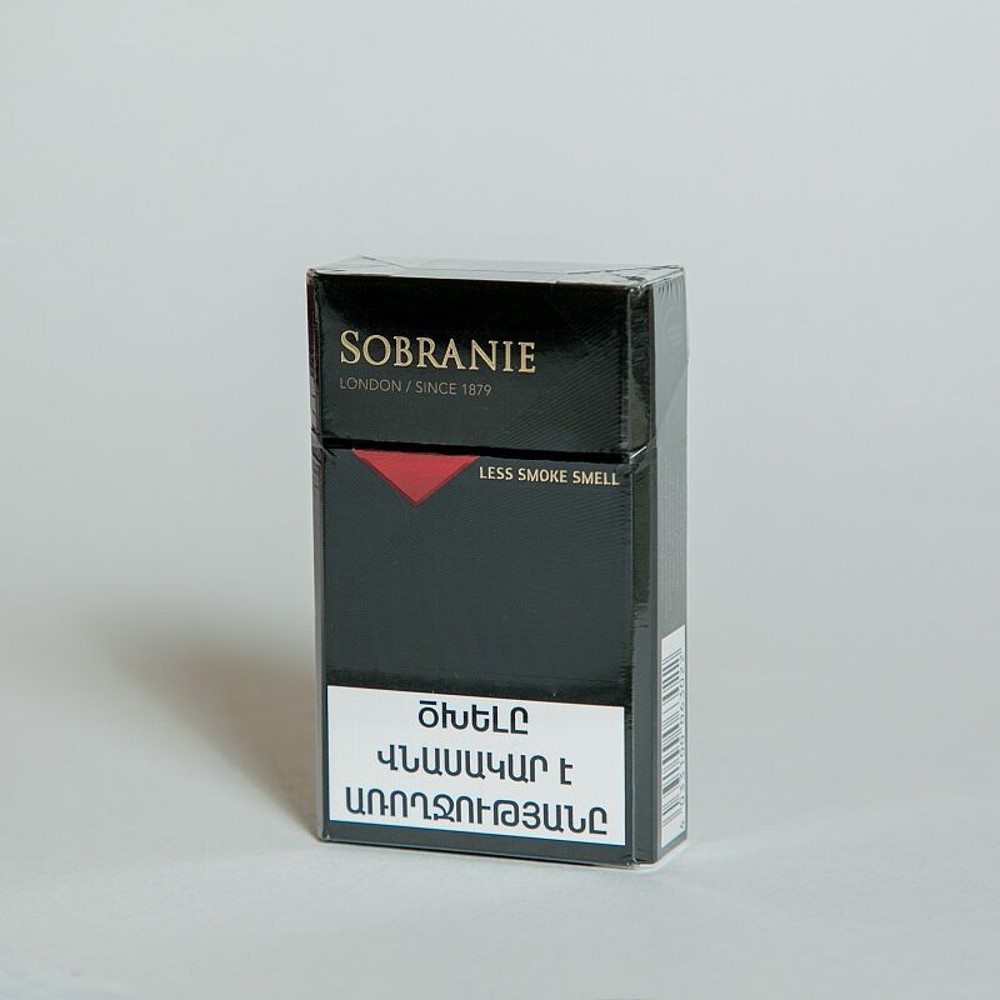 SOBRANIE
LONDON / SINCE 1879
LESS SMOKE SMELL
ԾԽԵԼԸ
ՎՆԱՍԱԿԱՐ Է
ԱՌՈՂՋՈՒԹՅԱՆԸ